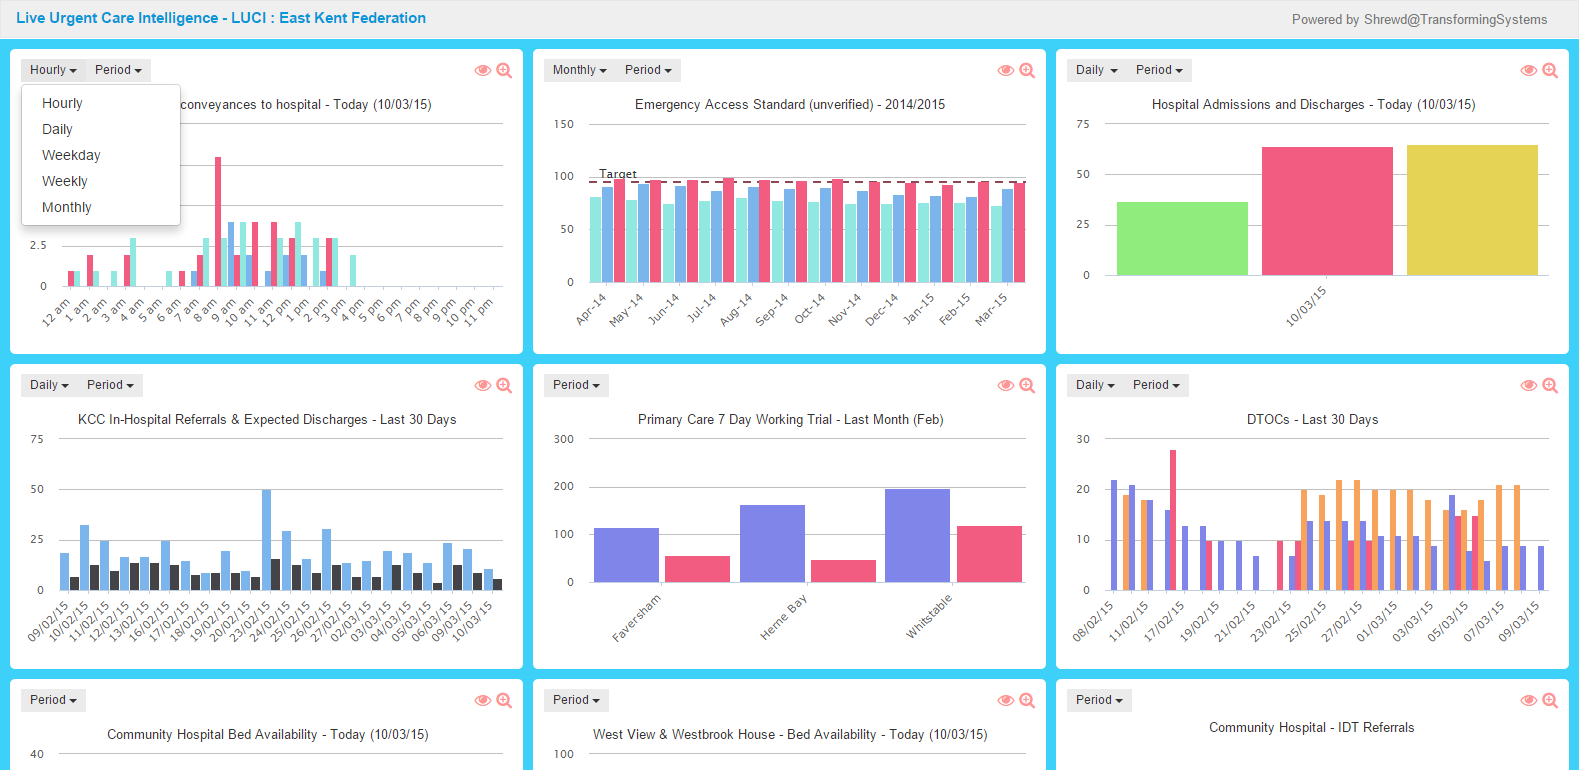 Live Urgent Care Intelligence - LUCI : East Kent Federation
Powered by Shrewd@TransformingSystems
Hourly Period
Hourly
Daily
Weekday
Weekly
Monthly
conveyances to hospital - Today (10/03/15)
2.5
0
12 am
1 am
2 am
3 am
4 am
5 am
6 am
7 am
8 am
9 am
10 am
11 am
12 pm
1 pm
2 pm
3 pm
4 pm
5 pm
6 pm
7 pm
8 pm
9 pm
10 pm
11 pm
Monthly Period
Emergency Access Standard (unverified) - 2014/2015
150
100
50
0
Target
Apr-14
May-14
Jun-14
Jul-14
Aug-14
Sep-14
Oct-14
Nov-14
Dec-14
Jan-15
Feb-15
Mar-15
Daily Period
Hospital Admissions and Discharges - Today (10/03/15)
75
50
25
0
10/03/15
Daily Period
KCC In-Hospital Referrals & Expected Discharges - Last 30 Days
75
50
25
0
09/02/15
10/02/15
11/02/15
12/02/15
13/02/15
16/02/15
17/02/15
18/02/15
19/02/15
20/02/15
23/02/15
24/02/15
25/02/15
26/02/15
27/02/15
02/03/15
03/03/15
04/03/15
05/03/15
06/03/15
09/03/15
10/03/15
Period
Primary Care 7 Day Working Trial - Last Month (Feb)
300
200
100
0
Faversham
Herne Bay
Whitstable
Daily Period
DTOCs - Last 30 Days
30
20
10
0
08/02/15
11/02/15
17/02/15
19/02/15
21/02/15
23/02/15
25/02/15
27/02/15
01/03/15
03/03/15
05/03/15
07/03/15
09/03/15
Period
Community Hospital Bed Availability - Today (10/03/15)
40
Period
West View & Westbrook House - Bed Availability - Today (10/03/15)
100
Period
Community Hospital - IDT Referrals